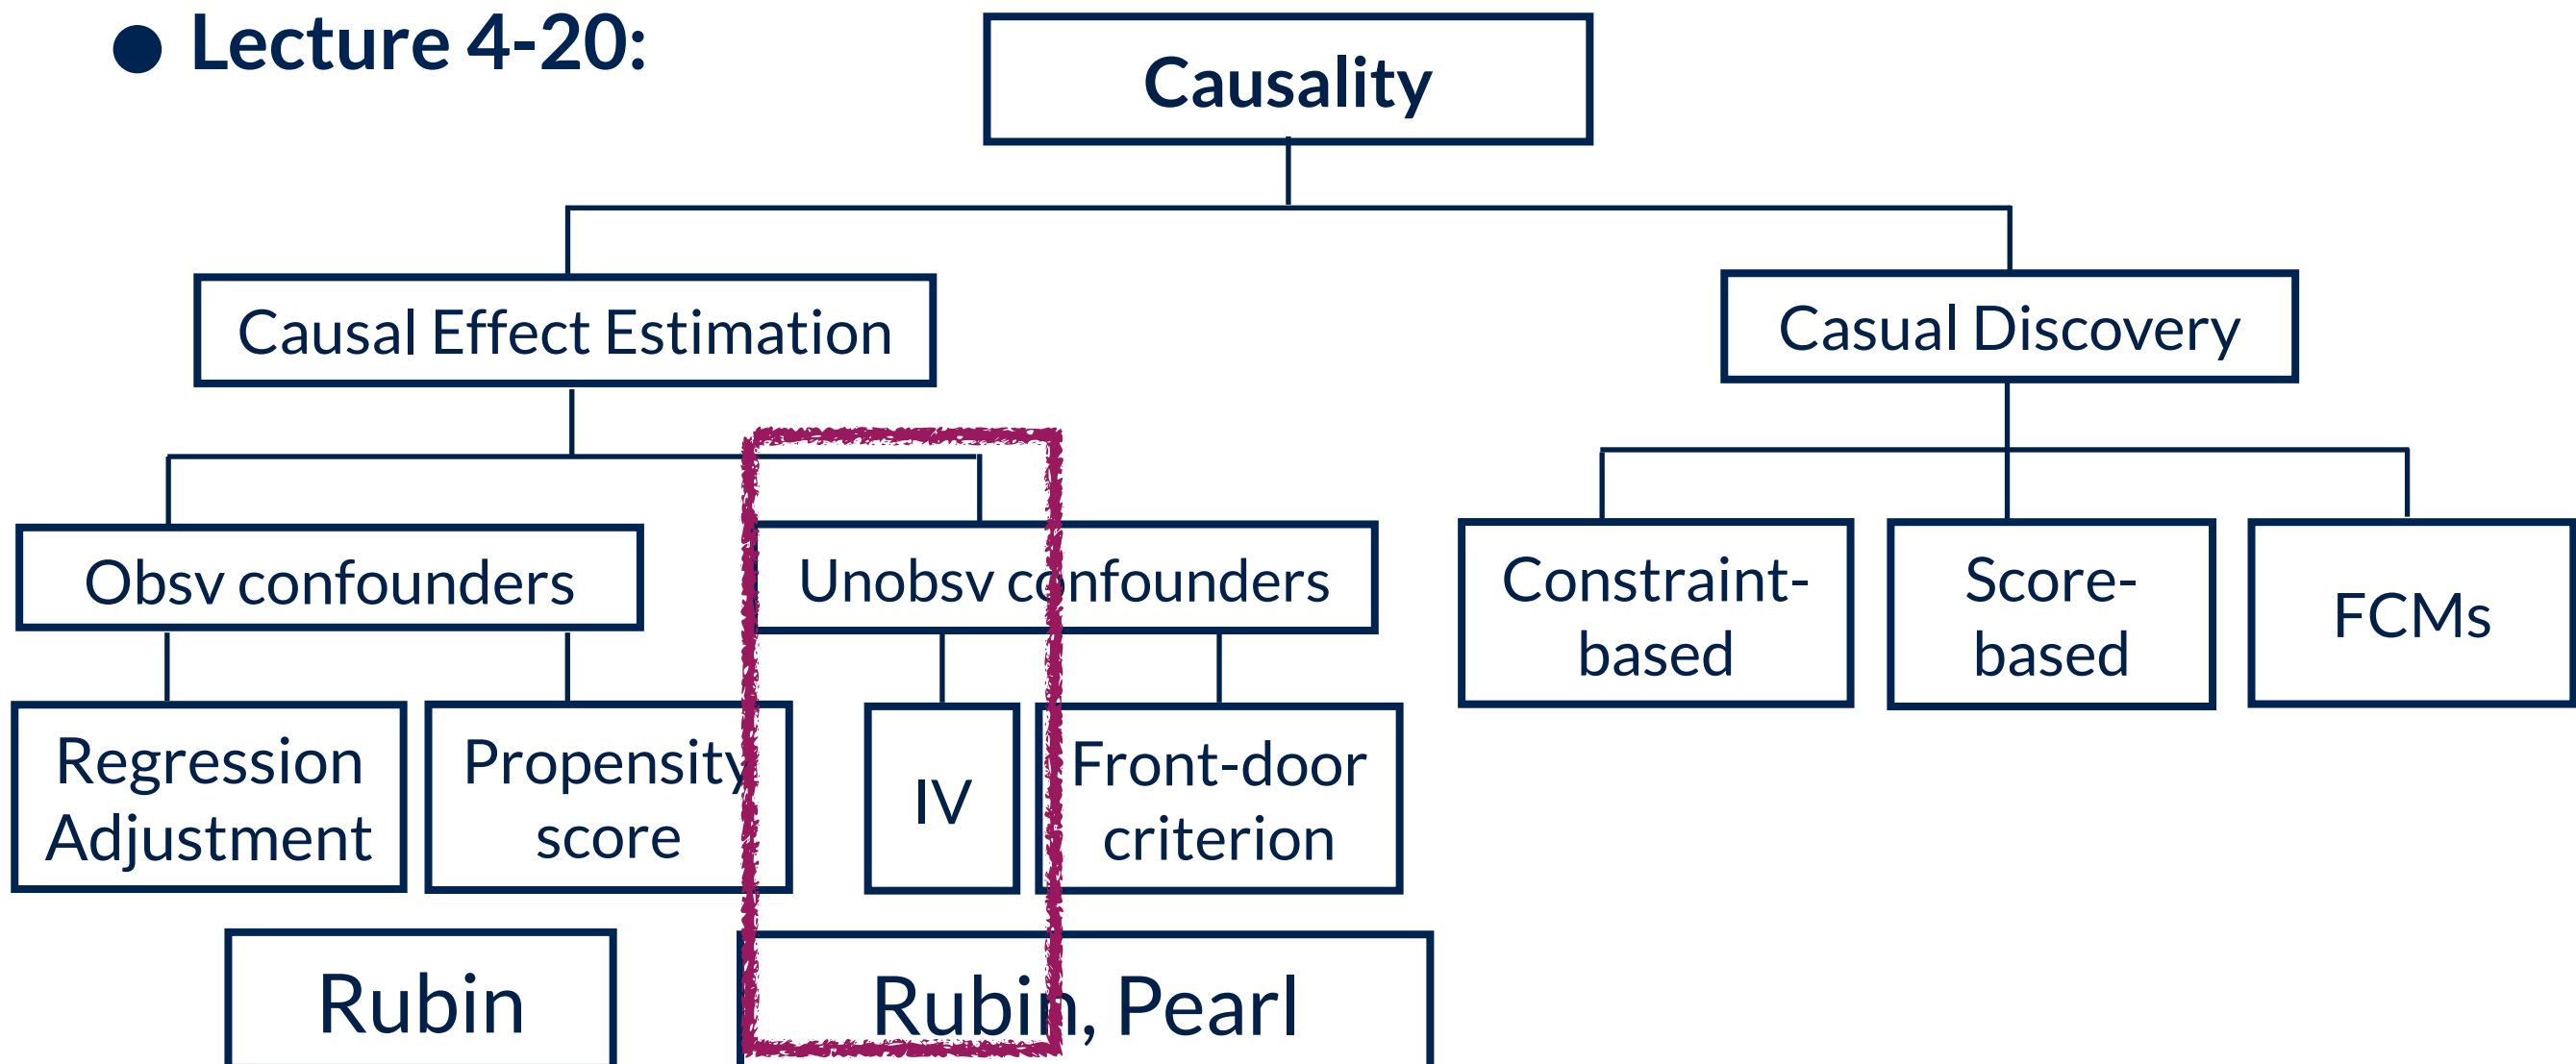 ● Lecture 4-20:
Causality
Causal Effect Estimation
Casual Discovery
Obsv confounders
Unobsv confounders
Constraint-
based
Score-
based
FCMs
Regression
Adjustment
Propensity
score
IV
Front-door
criterion
Rubin
Rubin, Pearl